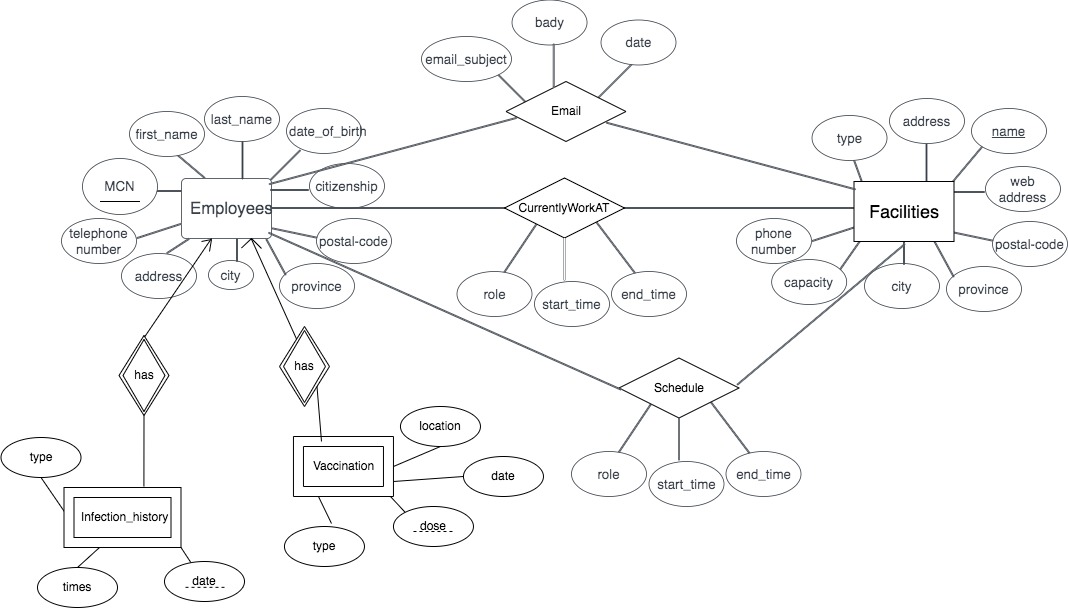 bady
email_subject
date
Email
first_name
last_name
date_of_birth
MCN
citizenship
Employees
telephone
number
address
city
province
postal-code
CurrentlyWorkAT
role
start_time
end_time
type
address
name
web
address
Facilities
phone
number
capacity
city
province
postal-code
has
has
Schedule
role
start_time
end_time
location
Vaccination
date
dose
type
type
Infection_history
times
date